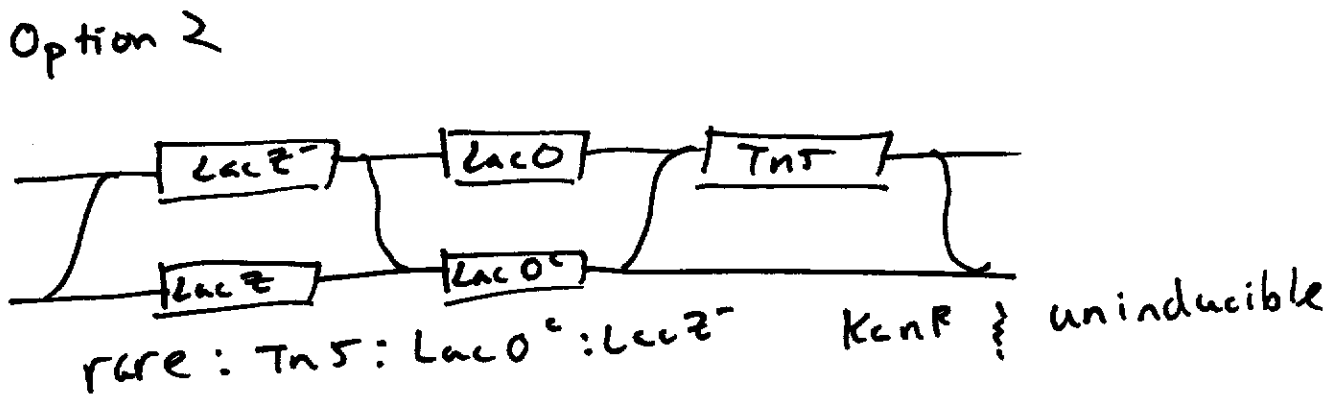 Option 2
LacZ⁻ LacO Tn5
LacZ LacOᶜ
rare: Tn5: LacOᶜ: LacZ⁻ KanR } uninducible